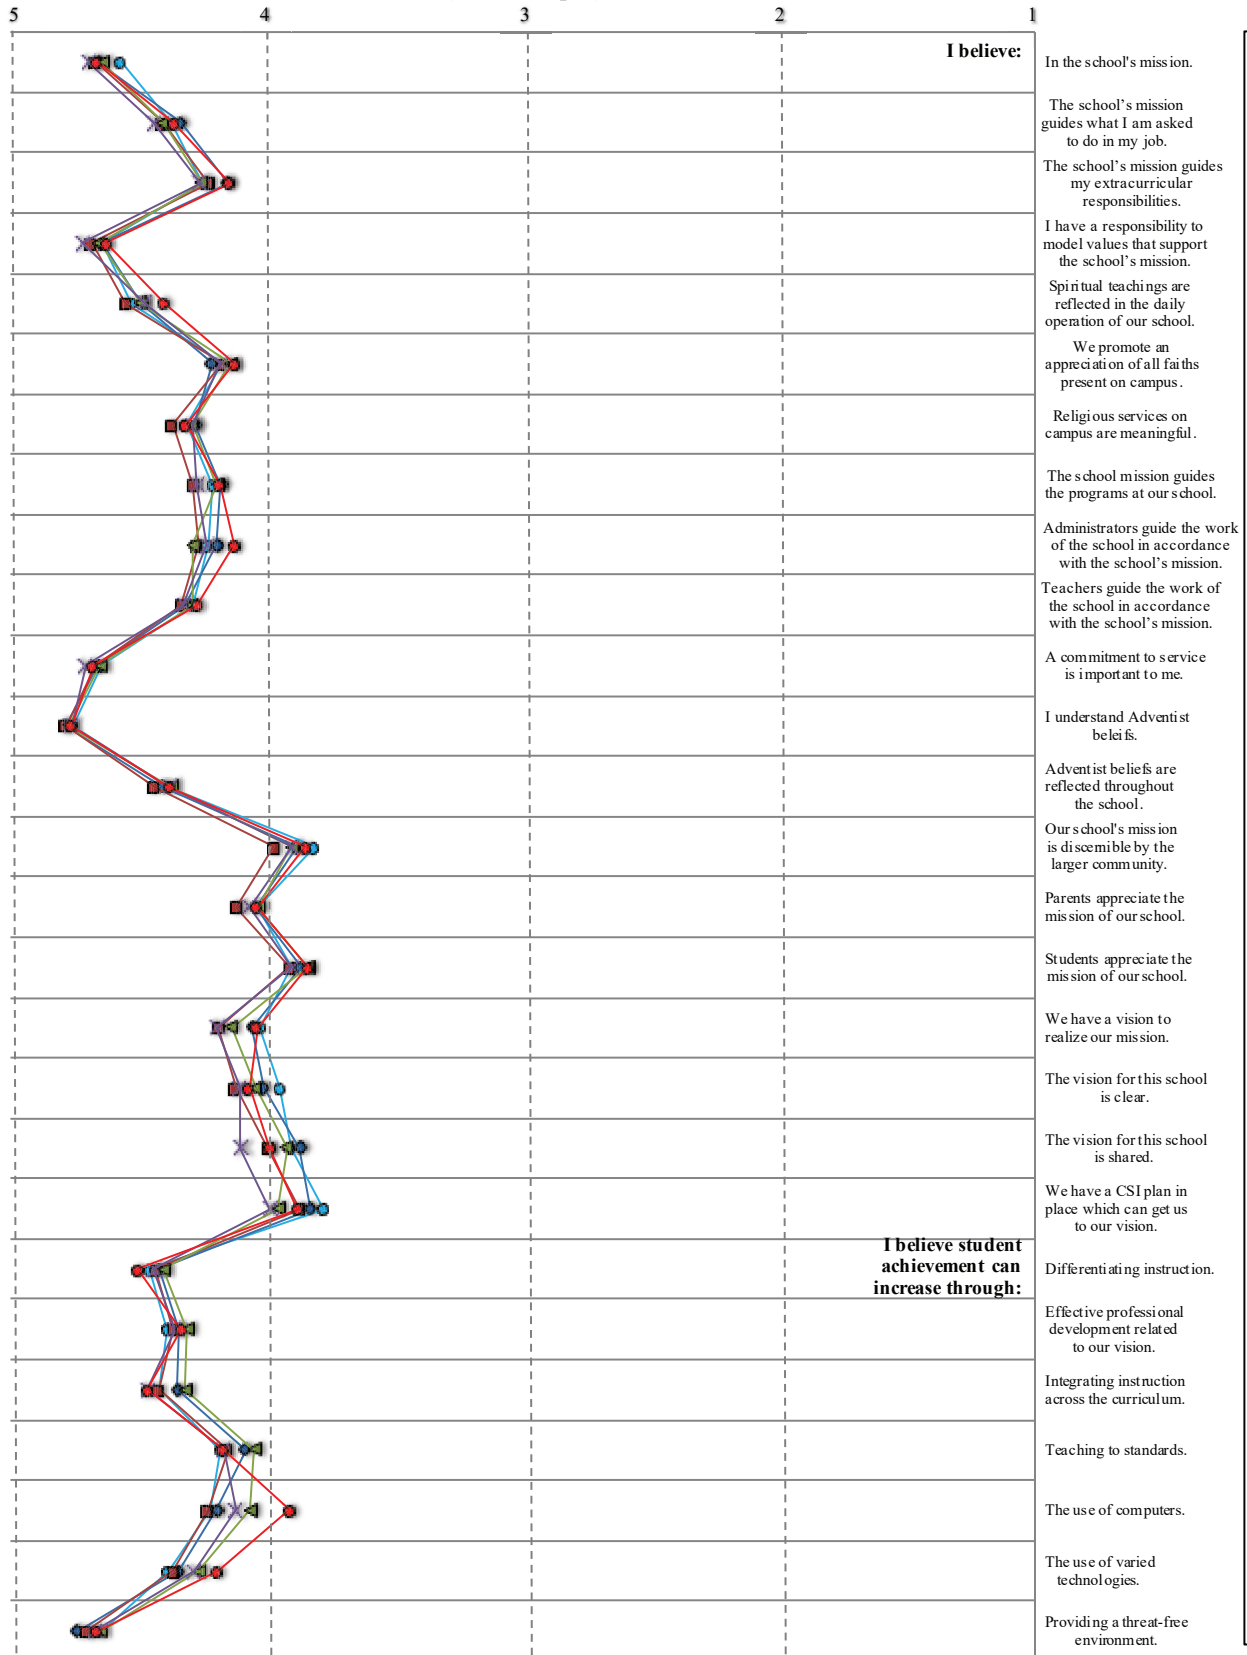 5 4 3 2 1
I believe:
In the school's mission.
The school’s mission
guides what I am asked
to do in my job.
The school’s mission guides
my extracurricular
responsibilities.
I have a responsibility to
model values that support
the school’s mission.
Spiritual teachings are
reflected in the daily
operation of our school.
We promote an
appreciation of all faiths
present on campus.
Religious services on
campus are meaningful.
The school mission guides
the programs at our school.
Administrators guide the work
of the school in accordance
with the school’s mission.
Teachers guide the work of
the school in accordance
with the school’s mission.
A commitment to service
is important to me.
I understand Adventist
beleifs.
Adventist beliefs are
reflected throughout
the school.
Our school's mission
is discernible by the
larger community.
Parents appreciate the
mission of our school.
Students appreciate the
mission of our school.
We have a vision to
realize our mission.
The vision for this school
is clear.
The vision for this school
is shared.
We have a CSI plan in
place which can get us
to our vision.
I believe student
achievement can
increase through:
Differentiating instruction.
Effective professional
development related
to our vision.
Integrating instruction
across the curriculum.
Teaching to standards.
The use of computers.
The use of varied
technologies.
Providing a threat-free
environment.